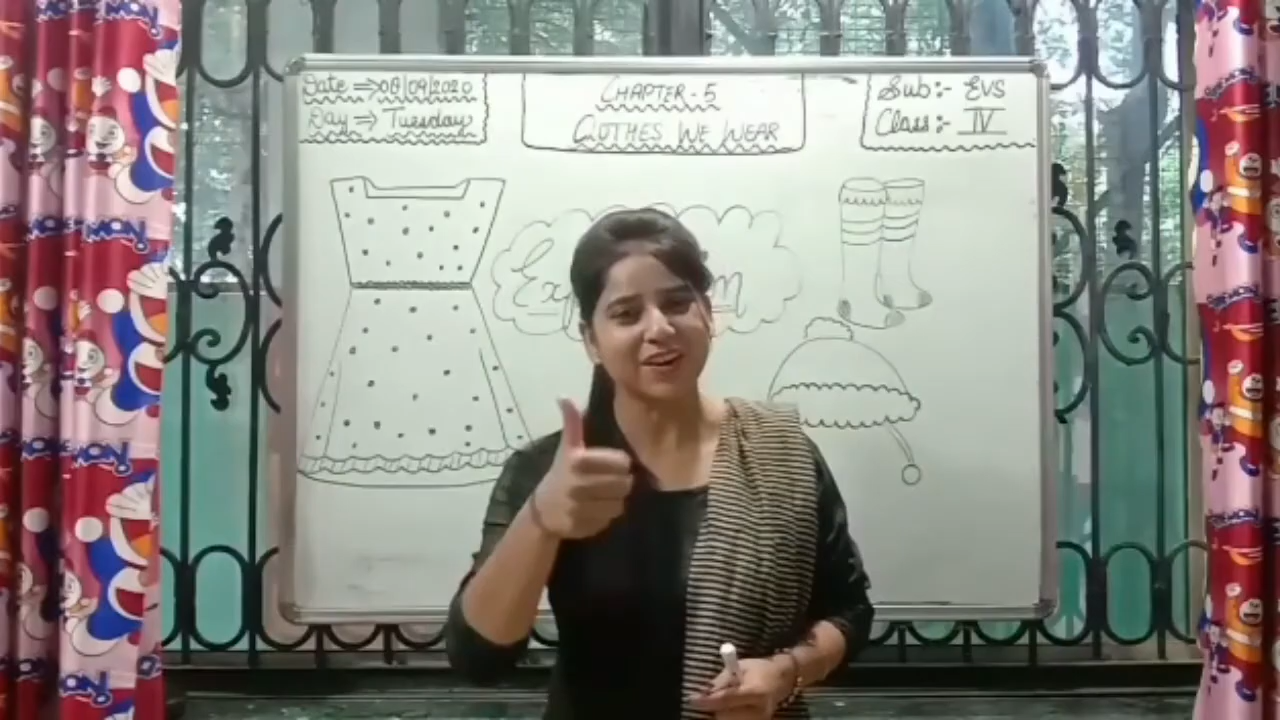 Date ⇒ 08/09/2020
Day ⇒ Tuesday
CHAPTER-5
CLOTHES WE WEAR
Sub:- EVS
Class:- IV